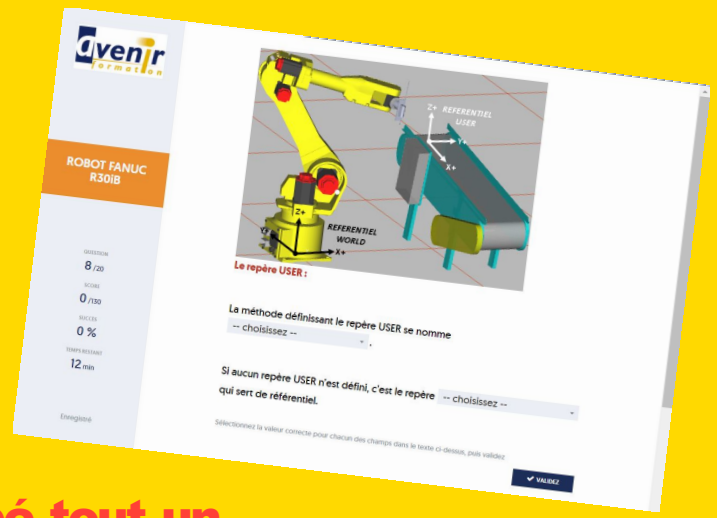 avenir
formation
ROBOT FANUC
R30iB
QUESTION
8 /20
SCORE
0 /130
SUCCÈS
0 %
TEMPS RESTANT
12 min
Enregistré
Z+ REFERENTIEL
USER
Y+
X+
Z+
Y+
REFERENTIEL
WORLD
X+
Le repère USER :
La méthode définissant le repère USER se nomme
-- choisissez -- .
Si aucun repère USER n'est défini, c'est le repère -- choisissez --
qui sert de référentiel.
Sélectionnez la valeur correcte pour chacun des champs dans le texte ci-dessus, puis validez
VALIDEZ
tout un